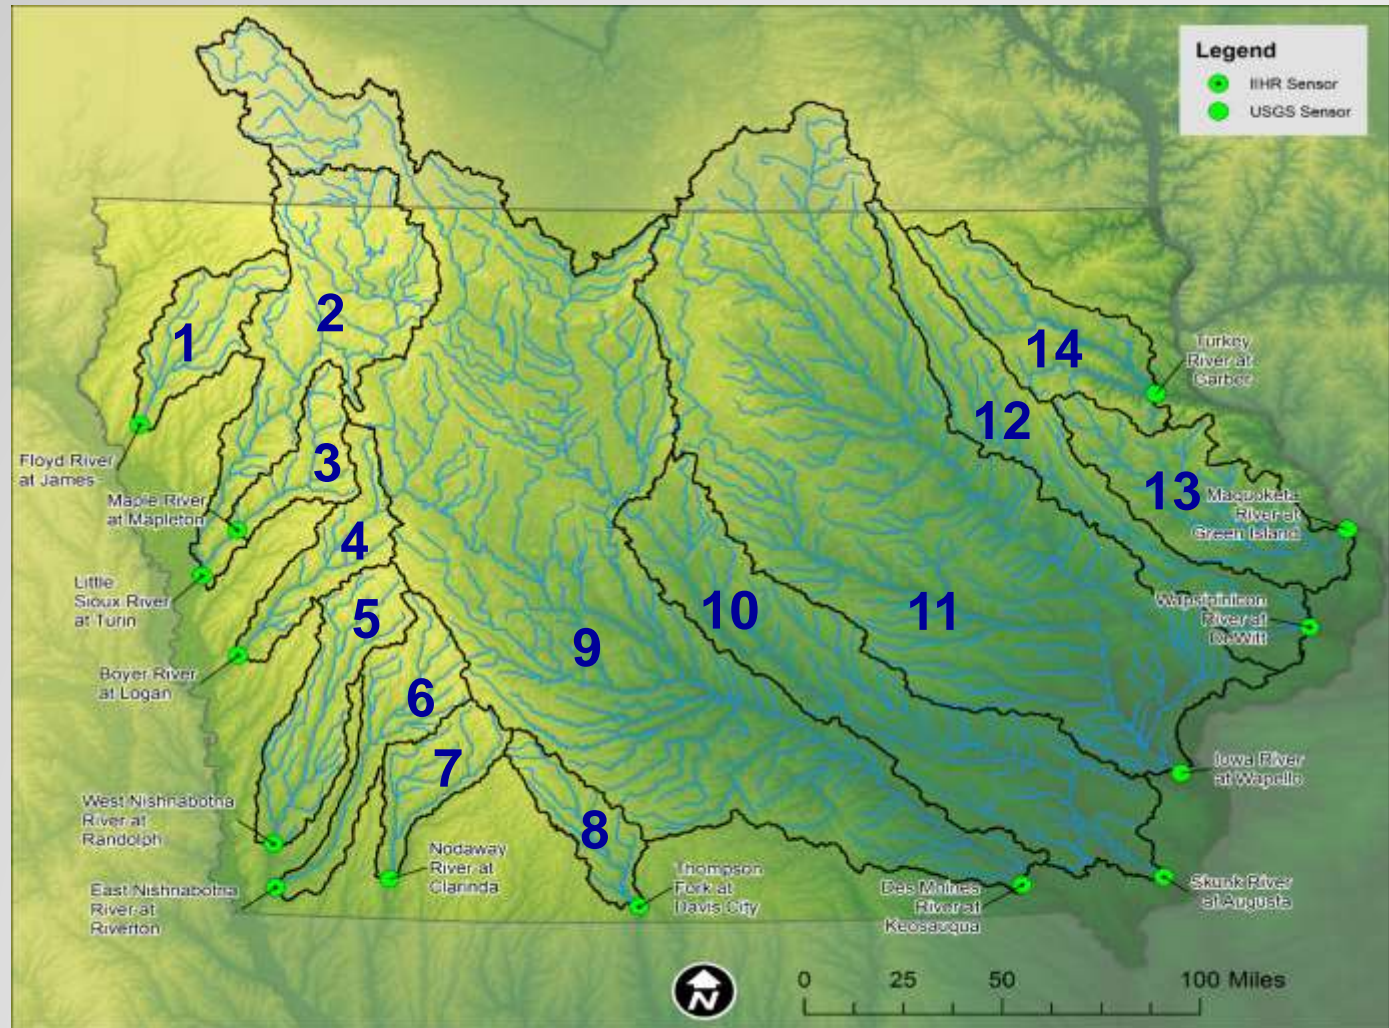 Legend
IIHR Sensor
USGS Sensor
1
2
3
4
5
6
7
8
9
10
11
12
13
14
Turkey
River at
Garber
Floyd River
at James
Maple River
at Mapleton
Maquoketa
River at
Green Island
Little
Sioux River
at Turin
Wapsipinicon
River at
DeWitt
Boyer River
at Logan
Iowa River
at Wapello
West Nishnabotna
River at
Randolph
Nodaway
River at
Clarinda
Thompson
Fork at
Davis City
East Nishnabotna
River at
Riverton
Des Moines
River at
Keosauqua
Skunk River
at Augusta
N
0 25 50 100 Miles